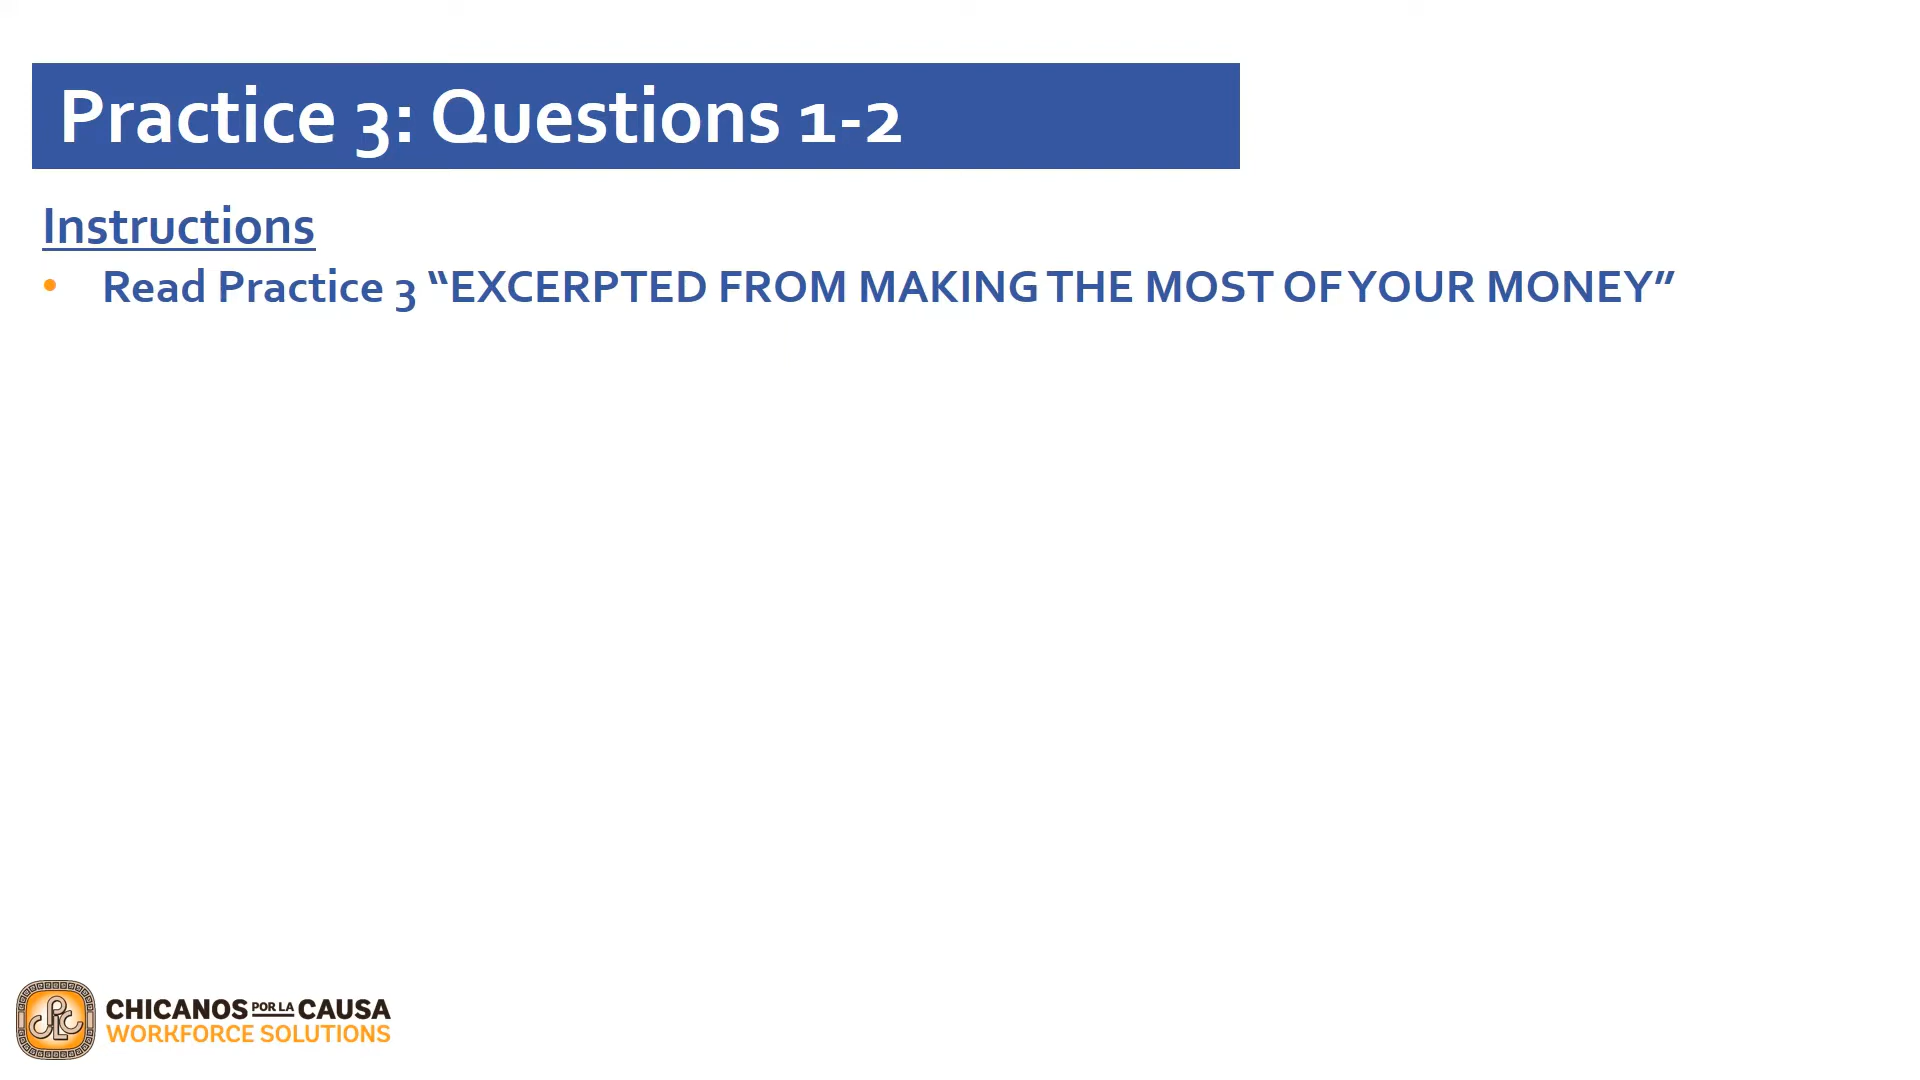 Practice 3: Questions 1-2
Instructions
• Read Practice 3 “EXCERPTED FROM MAKING THE MOST OF YOUR MONEY”
CHICANOS POR LA CAUSA
WORKFORCE SOLUTIONS